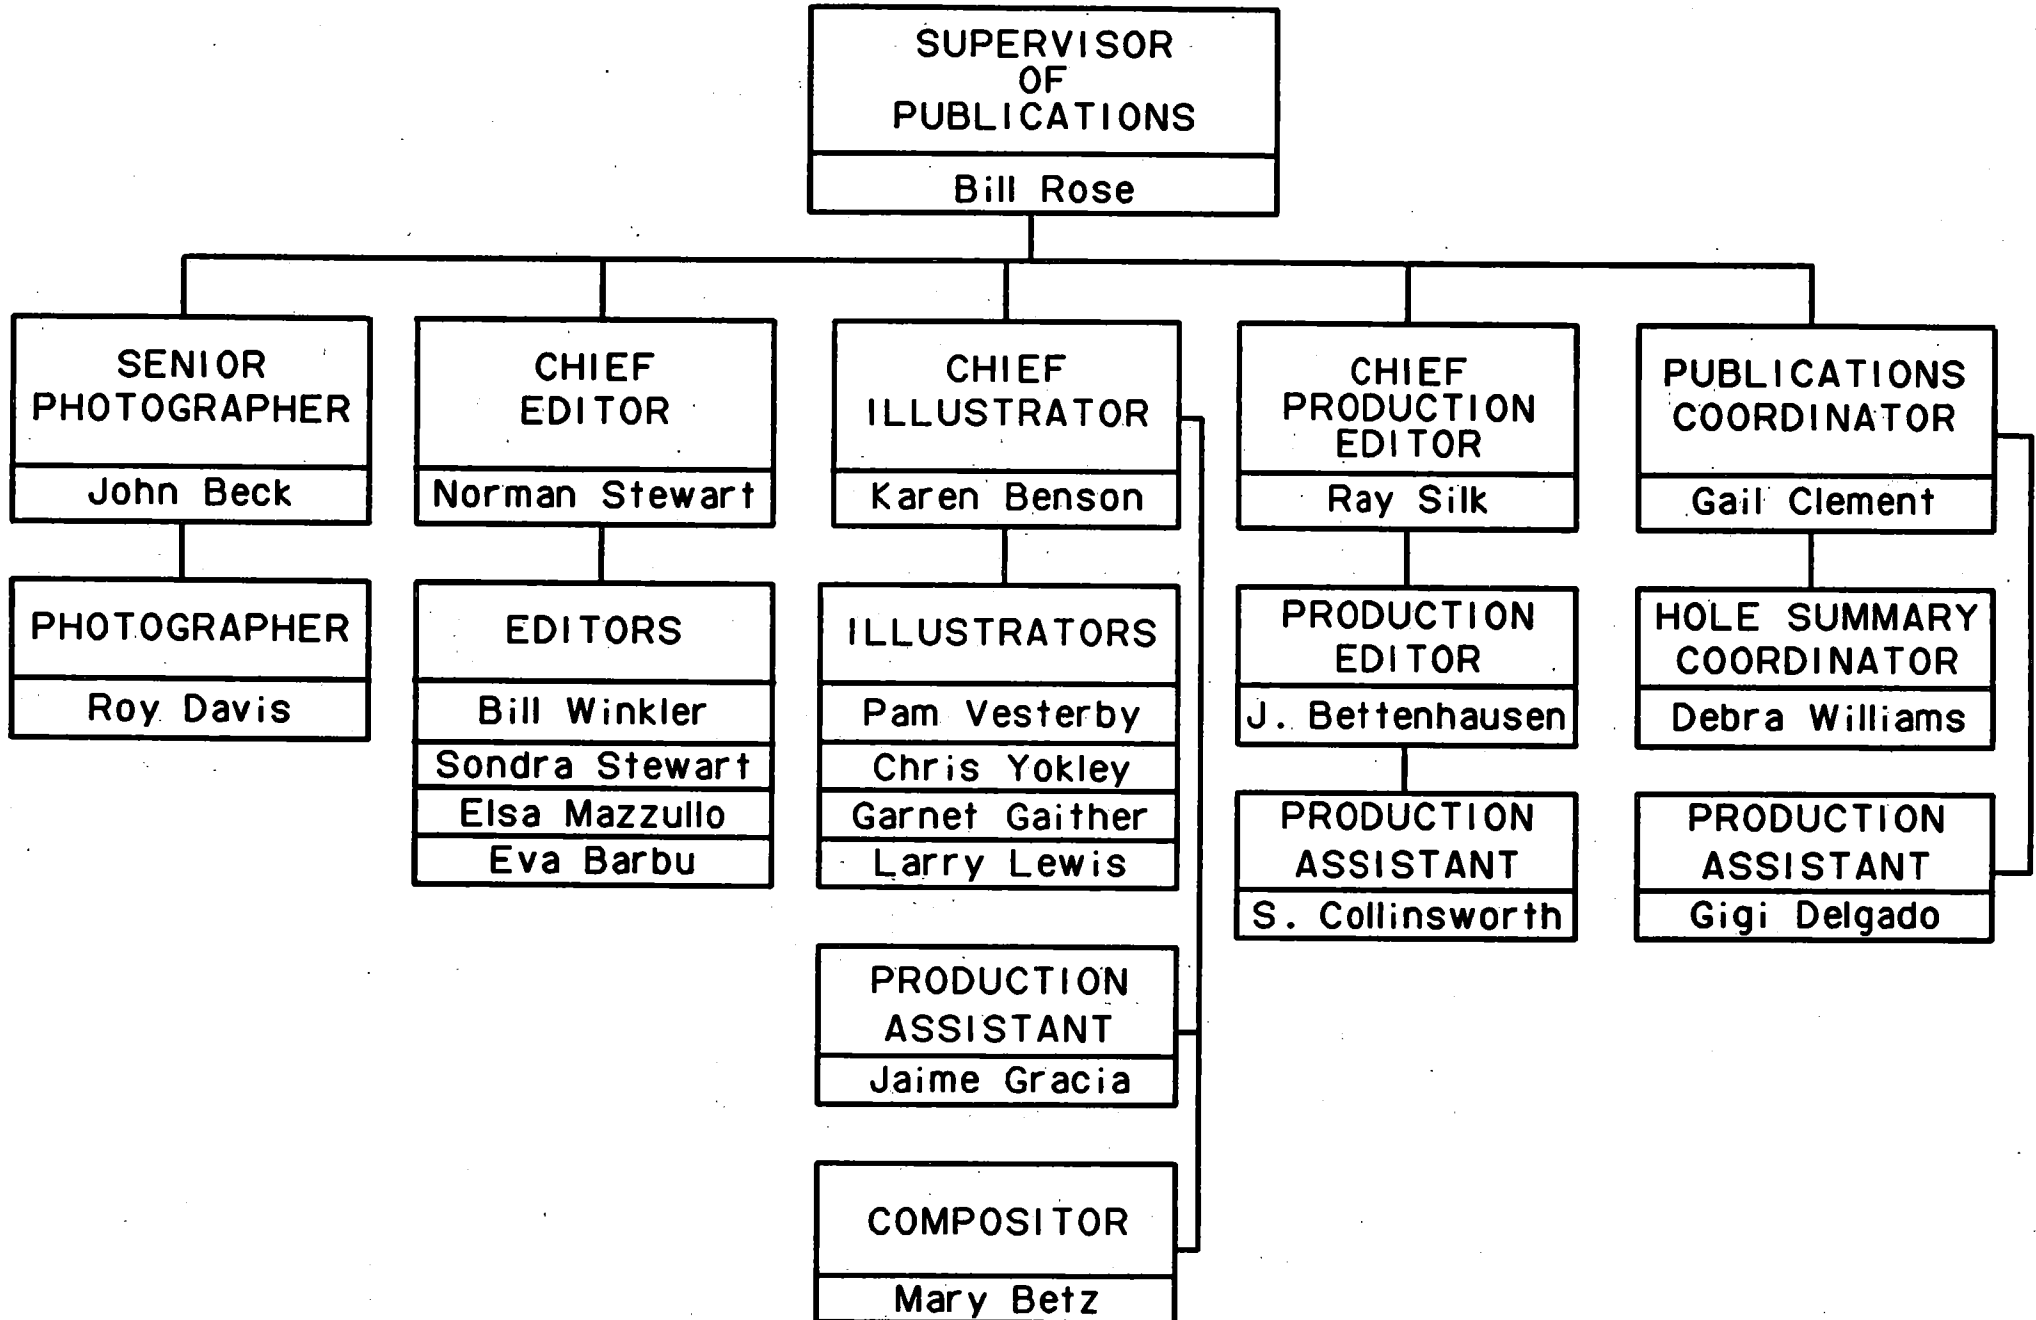 SUPERVISOR
OF
PUBLICATIONS
Bill Rose
SENIOR
PHOTOGRAPHER
John Beck
PHOTOGRAPHER
Roy Davis
CHIEF
EDITOR
Norman Stewart
EDITORS
Bill Winkler
Sondra Stewart
Elsa Mazzullo
Eva Barbu
CHIEF
ILLUSTRATOR
Karen Benson
ILLUSTRATORS
Pam Vesterby
Chris Yokley
Garnet Gaither
Larry Lewis
PRODUCTION
ASSISTANT
Jaime Gracia
COMPOSITOR
Mary Betz
CHIEF
PRODUCTION
EDITOR
Ray Silk
PRODUCTION
EDITOR
J. Bettenhausen
PRODUCTION
ASSISTANT
S. Collinsworth
PUBLICATIONS
COORDINATOR
Gail Clement
HOLE SUMMARY
COORDINATOR
Debra Williams
PRODUCTION
ASSISTANT
Gigi Delgado